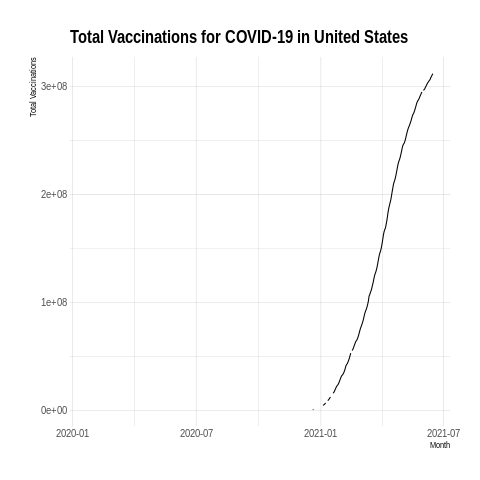 Total Vaccinations for COVID-19 in United States
Total Vaccinations
3e+08
2e+08
1e+08
0e+00
2020-01 2020-07 2021-01 2021-07
Month